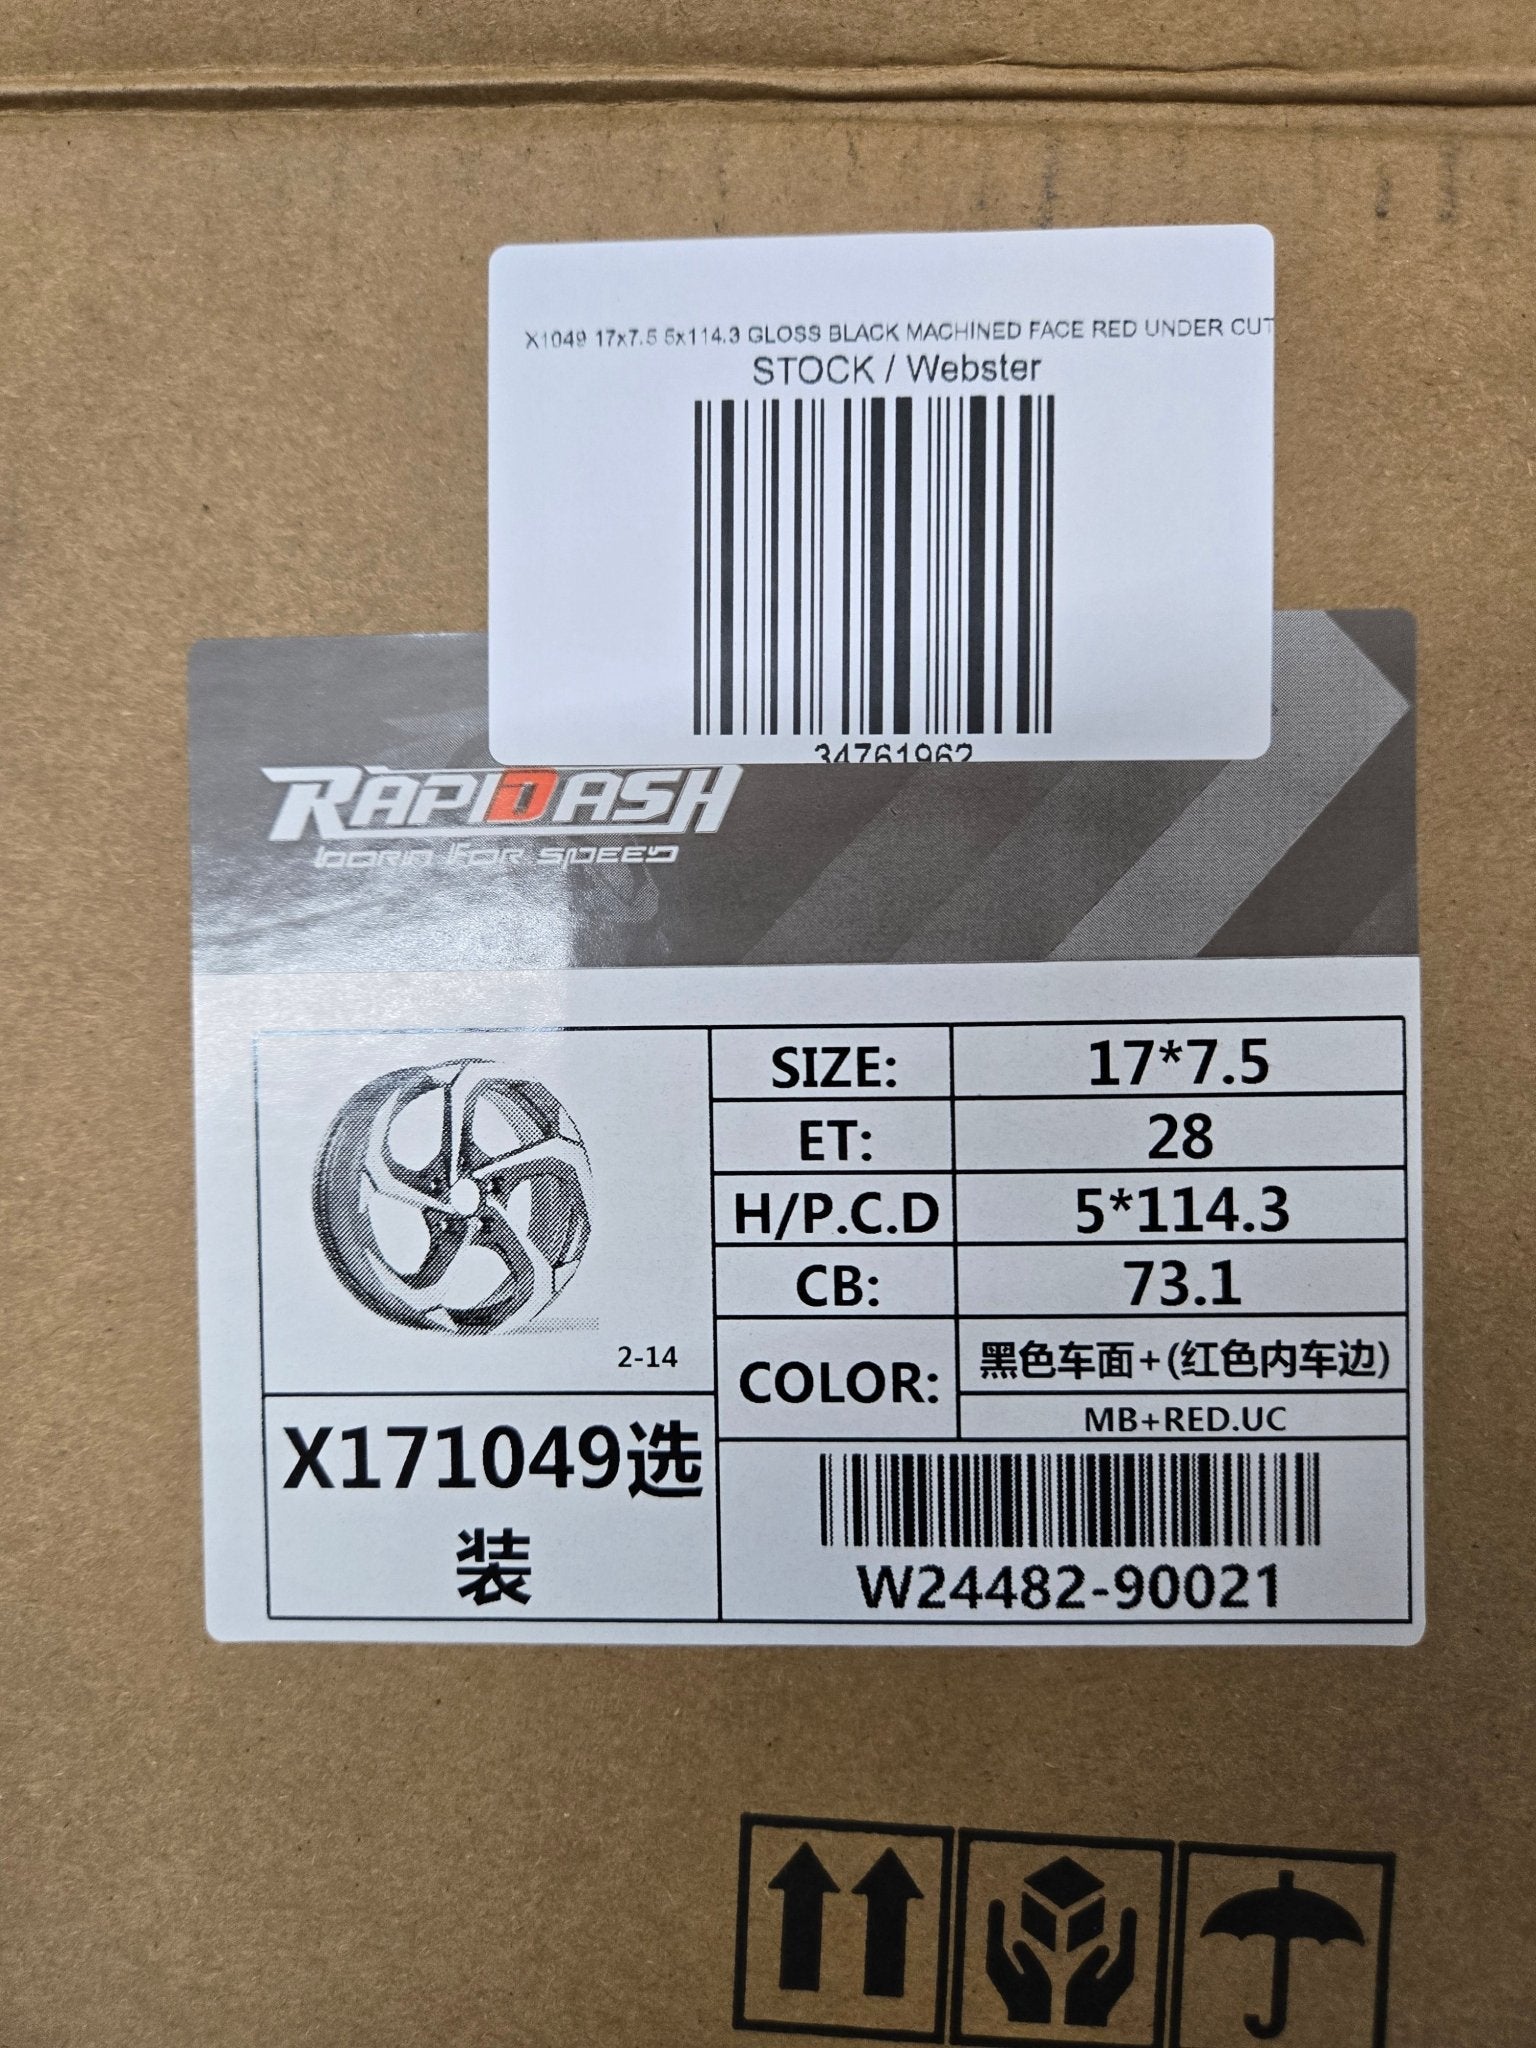 X1049 17x7.5 5x114.3 GLOSS BLACK MACHINED FACE RED UNDER CUT
STOCK / Webster
34761962
RAPIDASH
born for speed
SIZE: 17*7.5
ET: 28
H/P.C.D 5*114.3
CB: 73.1
COLOR: 黑色车面+(红色内车边)
MB+RED.UC
2-14
X171049选
装
W24482-90021